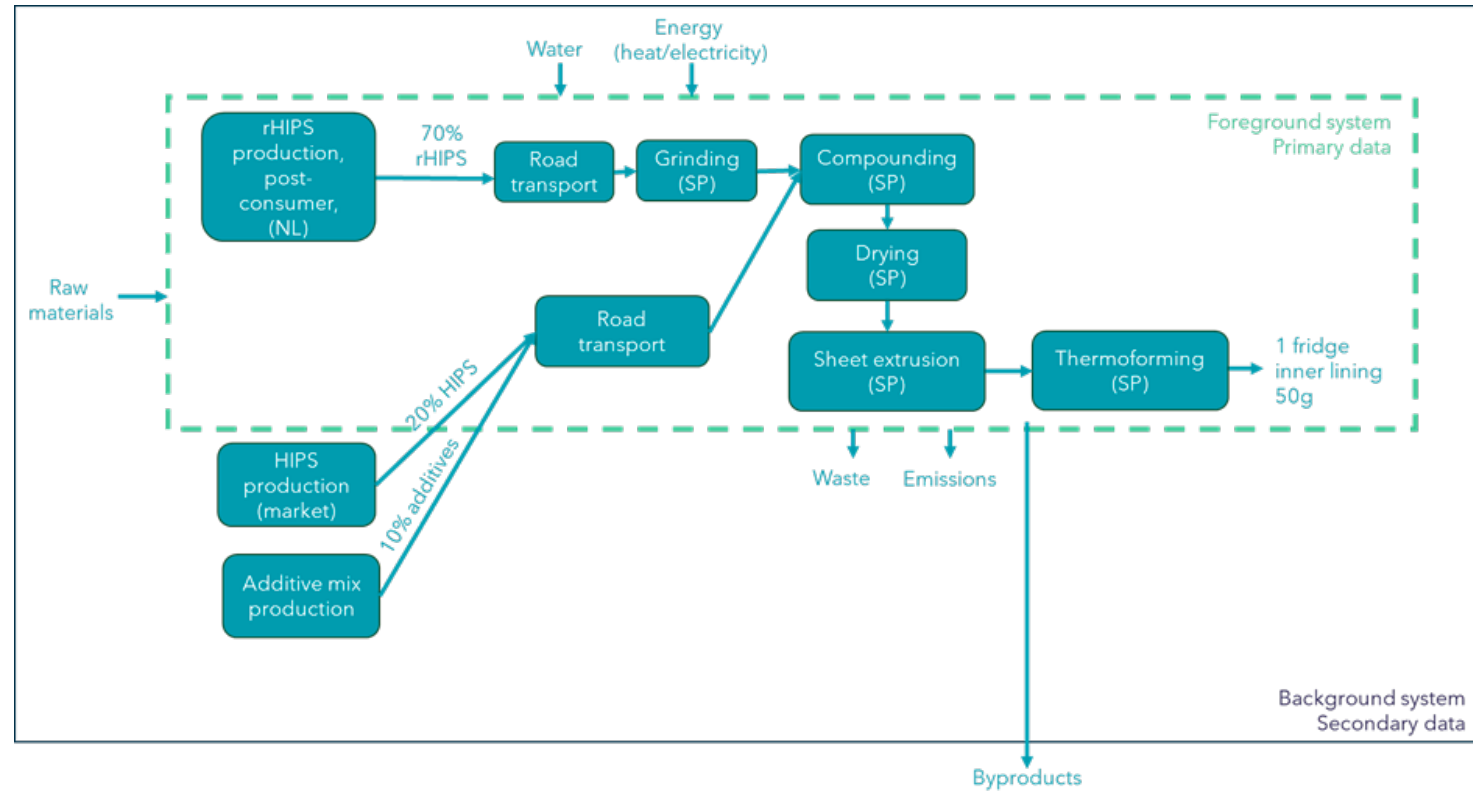 Water
Energy
(heat/electricity)
Foreground system
Primary data
rHIPS
production,
post-
consumer,
(NL)
70%
rHIPS
Road
transport
Grinding
(SP)
Compounding
(SP)
Drying
(SP)
Raw
materials
Road
transport
Sheet extrusion
(SP)
Thermoforming
(SP)
1 fridge
inner lining
50g
20% HIPS
10% additives
HIPS
production
(market)
Waste
Emissions
Additive mix
production
Background system
Secondary data
Byproducts